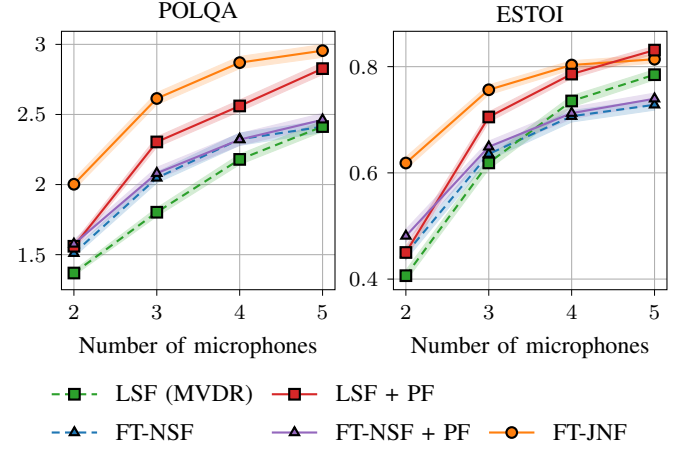 POLQA
ESTOI
3
2.5
2
1.5
2 3 4 5
Number of microphones
0.8
0.6
0.4
2 3 4 5
Number of microphones
LSF (MVDR)
LSF + PF
FT-NSF
FT-NSF + PF
FT-JNF